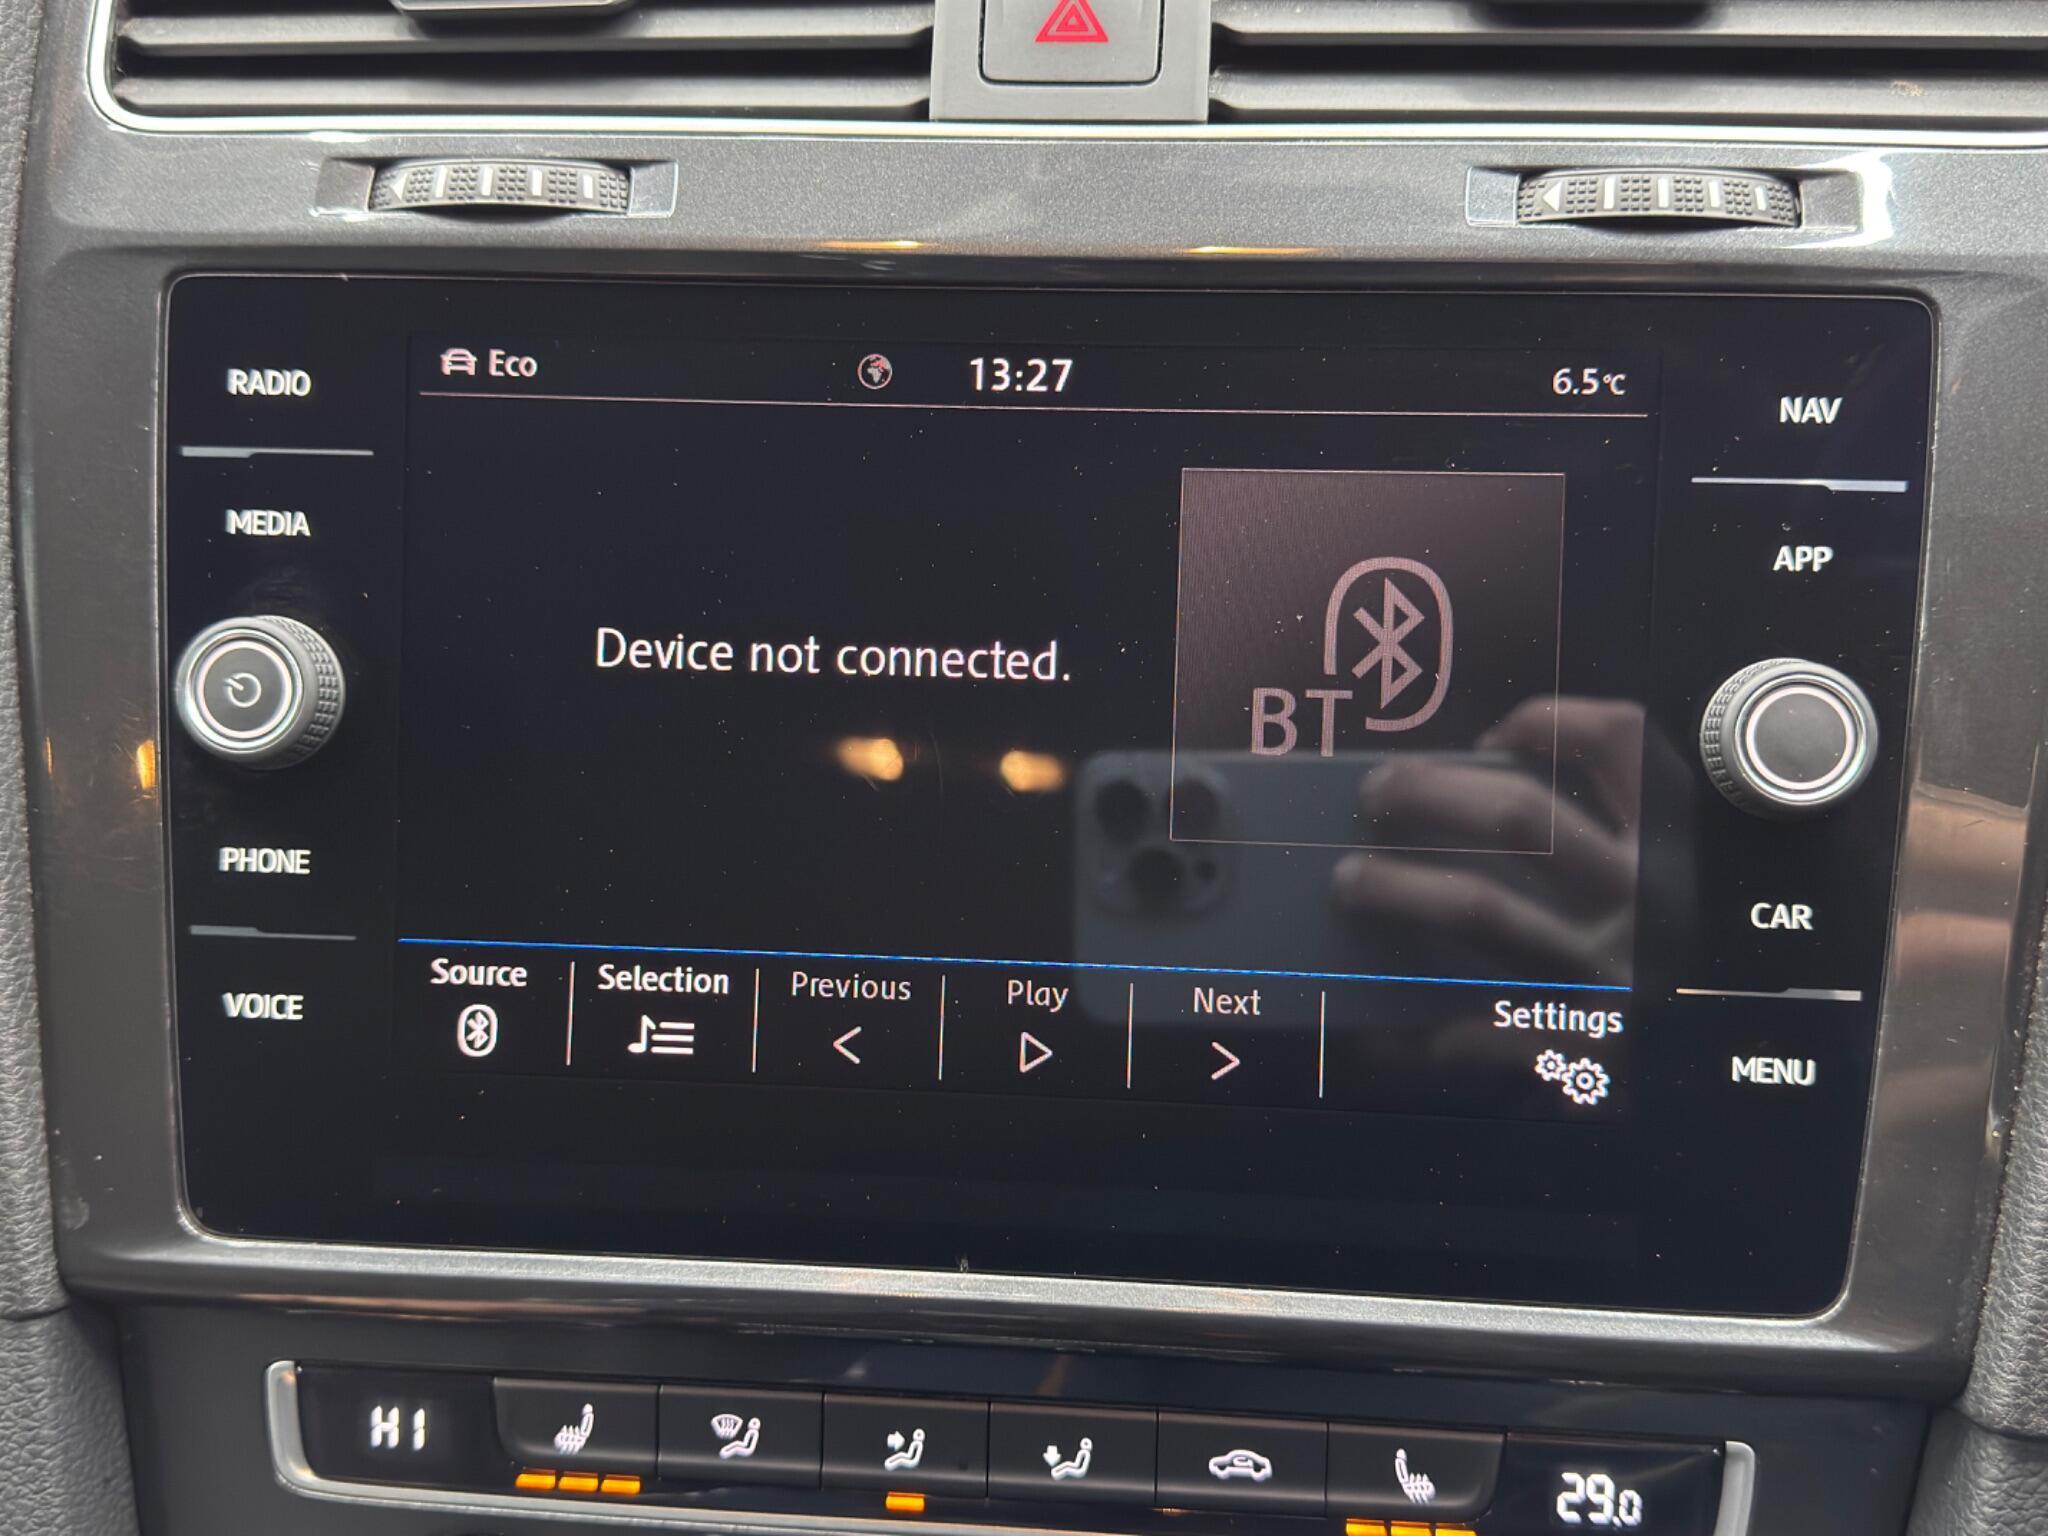 Eco 13:27 6.5°C
RADIO
MEDIA
PHONE
VOICE
NAV
APP
CAR
MENU
Device not connected.
BT
Source
Selection
Previous
Play
Next
Settings
HI
29.0